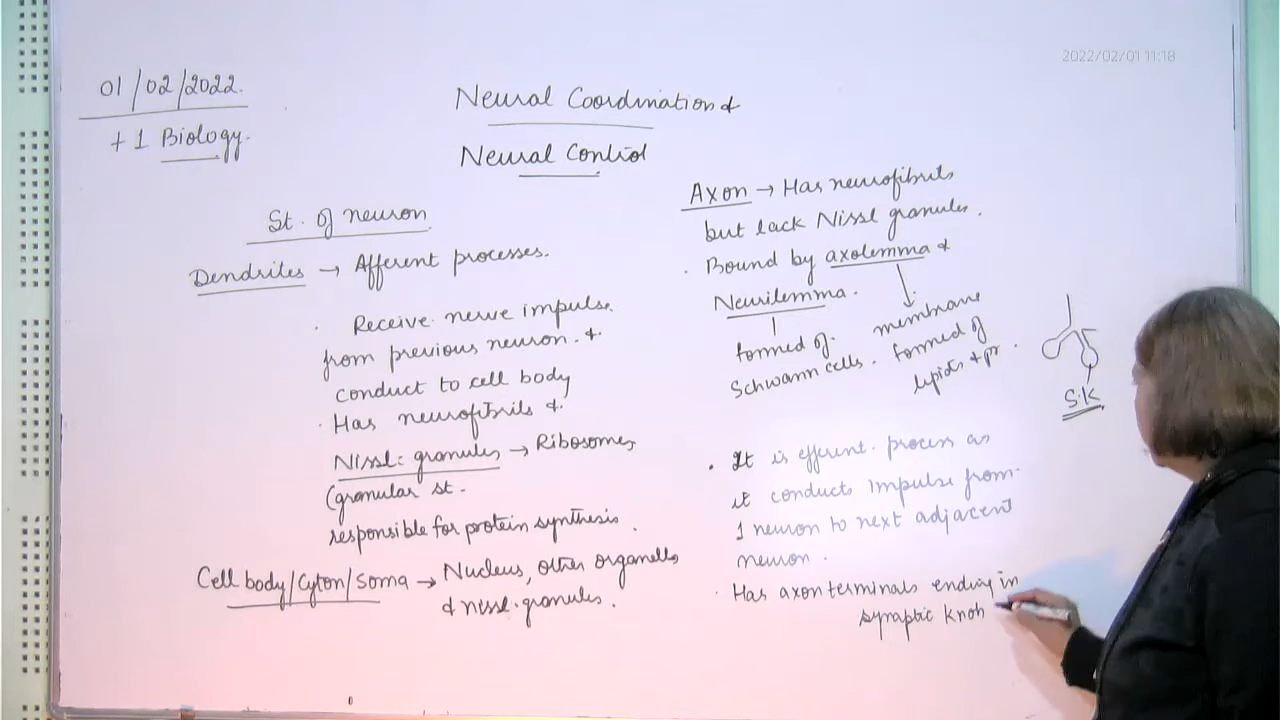 2022/02/01 11:18
01/02/2022.
+1 Biology.
Neural Coordination &
Neural Control
St. of neuron
Dendrites → Afferent processes.
. Receive nerve impulse
from previous neuron. &
conduct to cell body
. Has neurofibrils &
Nissl: granules → Ribosomes
(granular st.
responsible for protein synthesis.
Cell body/Cyton/Soma → Nucleus, other organells
& nissl. granules.
Axon → Has neurofibrils
but lack Nissl granules.
. Bound by axolemma &
Neurilemma.
formed of.
Schwann cells.
membrane
formed of
lipids + pr.
S.K
. It is efferent. process as
it conducts impulse from
1 neuron to next adjacent
neuron.
. Has axon terminals ending in
synaptic knob